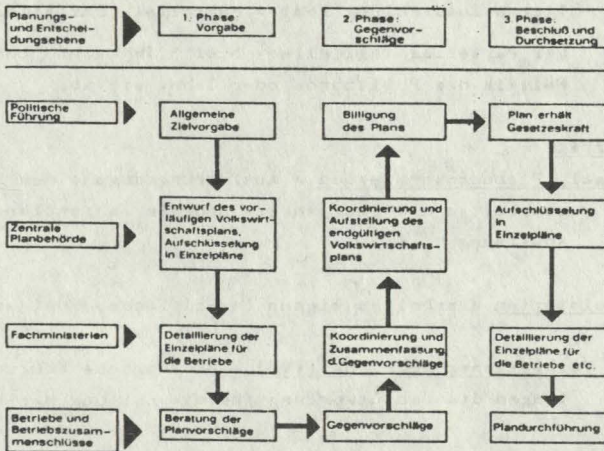 Planungs-
und Entschei-
dungsebene
1. Phase:
Vorgabe
2. Phase:
Gegenvor-
schläge
3. Phase:
Beschluß und
Durchsetzung
Politische
Führung
Allgemeine
Zielvorgabe
Billigung
des Plans
Plan erhält
Gesetzeskraft
Zentrale
Planbehörde
Entwurf des vor-
läufigen Volkswirt-
schaftsplans,
Aufschlüsselung
in Einzelpläne
Koordinierung und
Aufstellung des
endgültigen
Volkswirtschafts-
plans
Aufschlüsselung
in
Einzelpläne
Fachministerien
Detaillierung der
Einzelpläne für
die Betriebe
Koordinierung und
Zusammenfassung
d. Gegenvorschläge
Detaillierung der
Einzelpläne für
die Betriebe etc.
Betriebe und
Betriebszusam-
menschlüsse
Beratung der
Planvorschläge
Gegenvorschläge
Plandurchführung